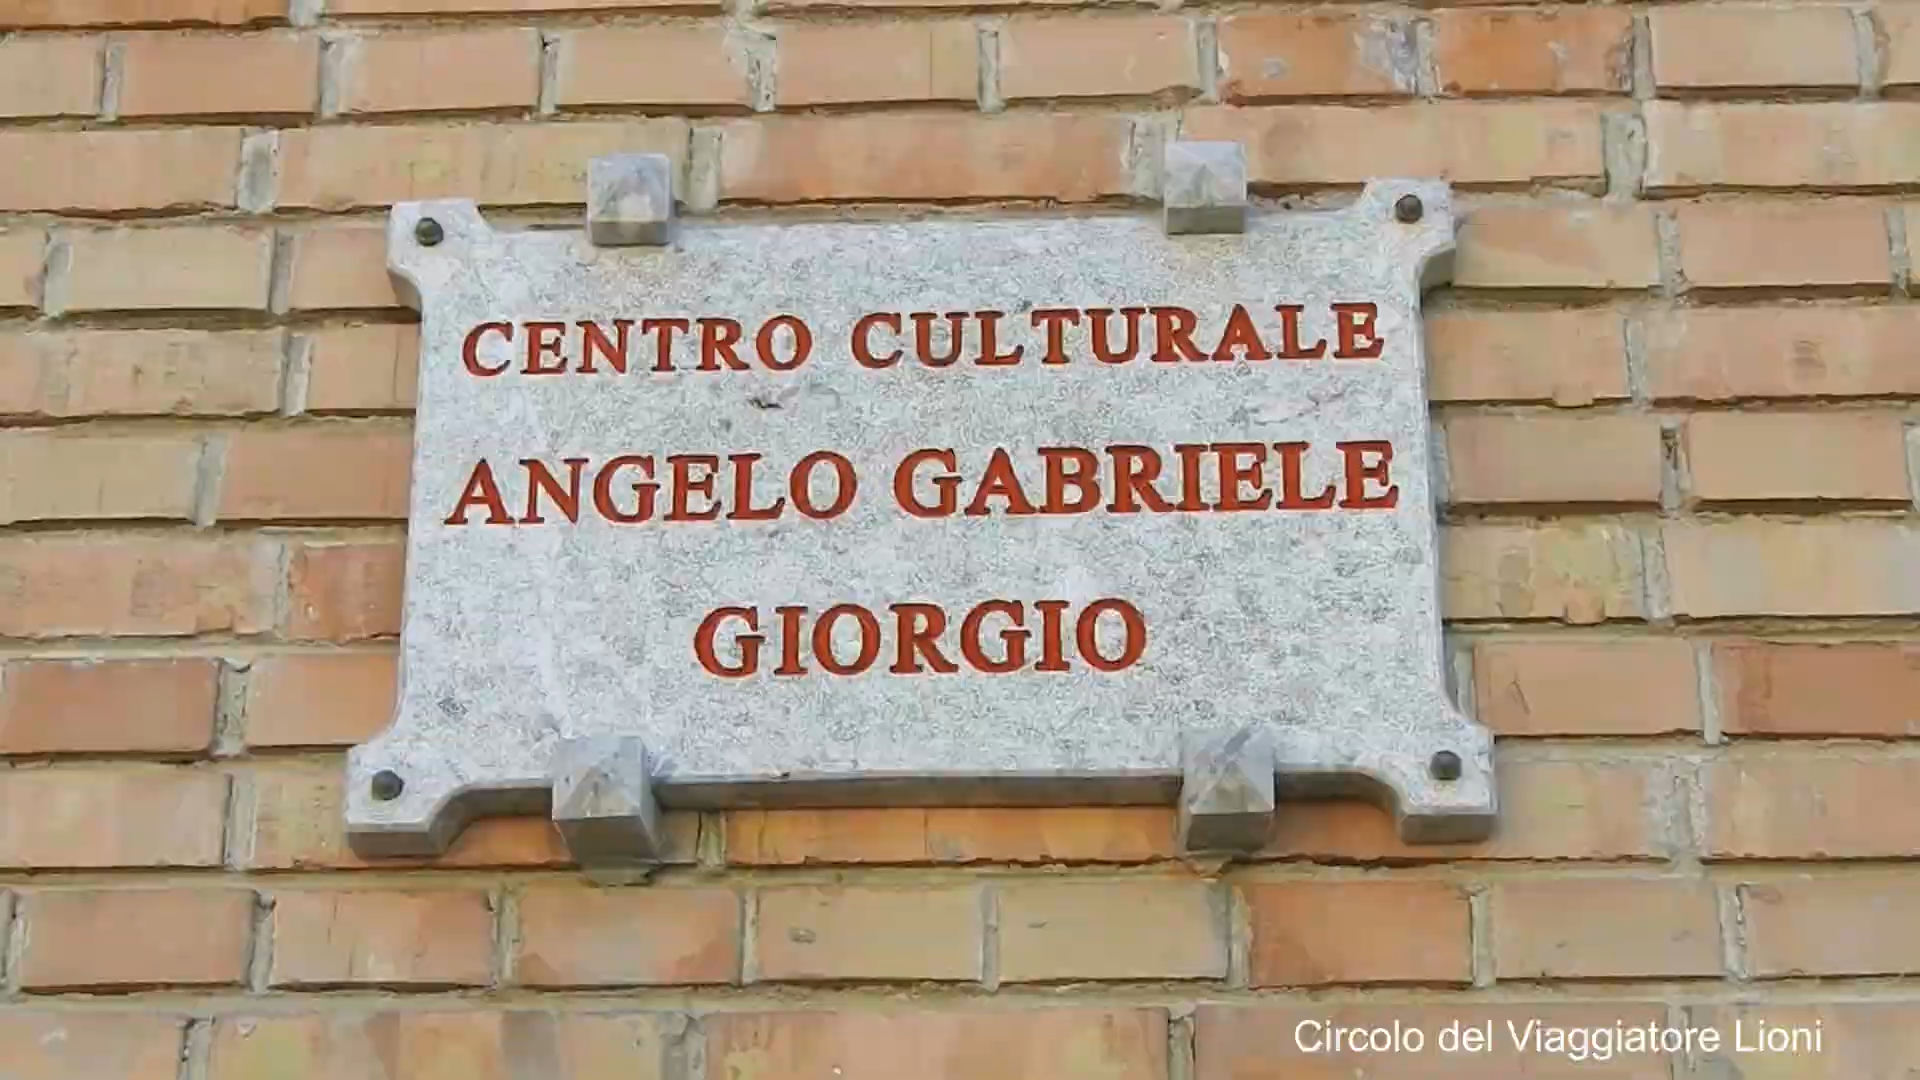 CENTRO CULTURALE
ANGELO GABRIELE
GIORGIO
Circolo del Viaggiatore Lioni